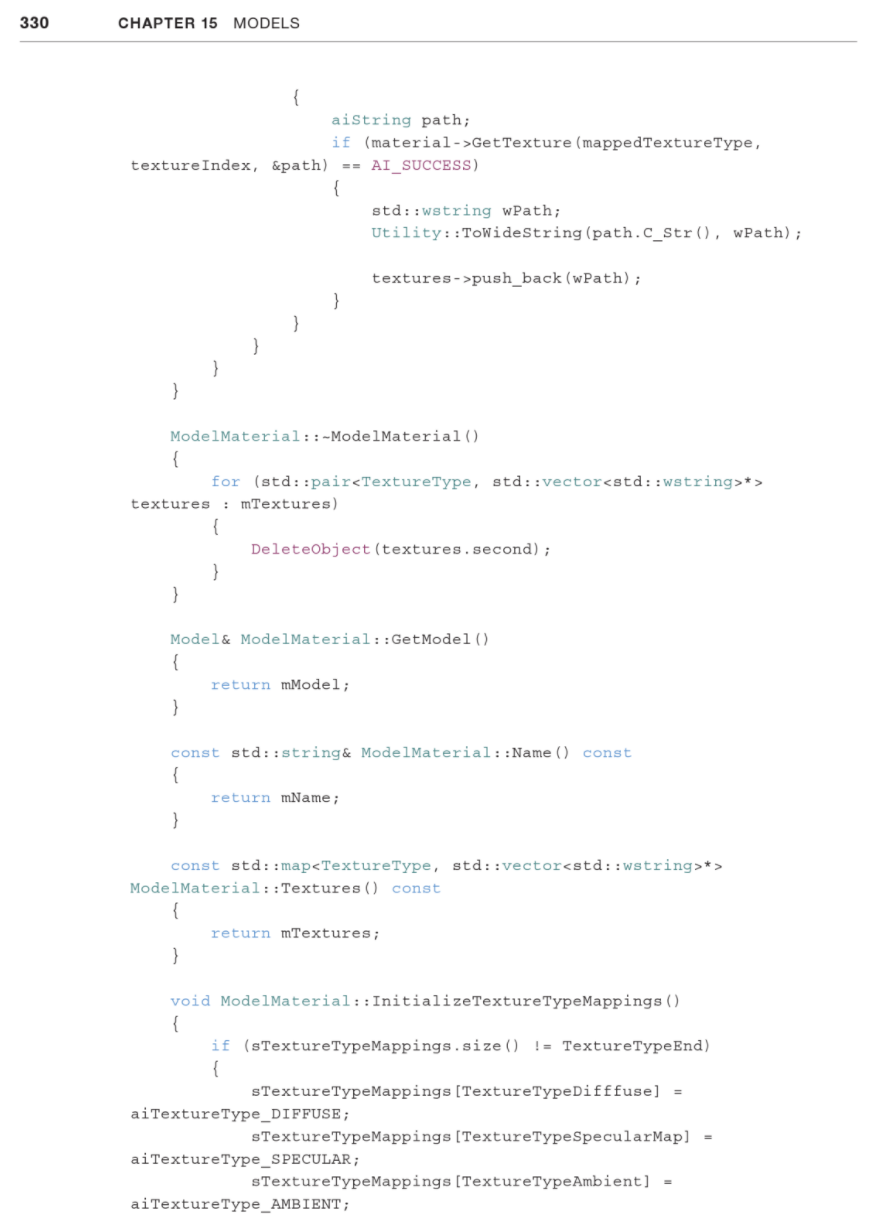 330 CHAPTER 15 MODELS
{
aiString path;
if (material->GetTexture(mappedTextureType,
textureIndex, &path) == AI_SUCCESS)
{
std::wstring wPath;
Utility::ToWideString(path.C_Str(), wPath);
textures->push_back(wPath);
}
}
}
}
}
ModelMaterial::~ModelMaterial()
{
for (std::pair<TextureType, std::vector<std::wstring>*>
textures : mTextures)
{
DeleteObject(textures.second);
}
}
Model& ModelMaterial::GetModel()
{
return mModel;
}
const std::string& ModelMaterial::Name() const
{
return mName;
}
const std::map<TextureType, std::vector<std::wstring>*>
ModelMaterial::Textures() const
{
return mTextures;
}
void ModelMaterial::InitializeTextureTypeMappings()
{
if (sTextureTypeMappings.size() != TextureTypeEnd)
{
sTextureTypeMappings[TextureTypeDifffuse] =
aiTextureType_DIFFUSE;
sTextureTypeMappings[TextureTypeSpecularMap] =
aiTextureType_SPECULAR;
sTextureTypeMappings[TextureTypeAmbient] =
aiTextureType_AMBIENT;